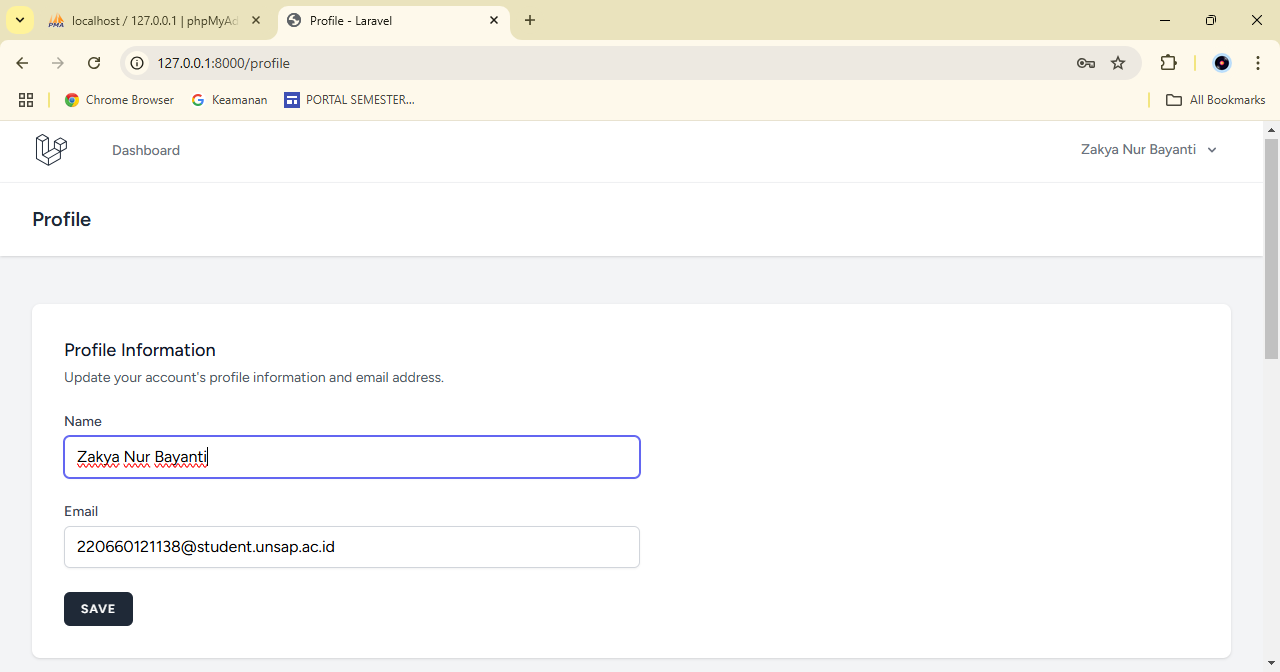 localhost / 127.0.0.1 | phpMyAd
Profile - Laravel
127.0.0.1:8000/profile
Chrome Browser
Keamanan
PORTAL SEMESTER...
All Bookmarks
Dashboard
Zakya Nur Bayanti
Profile
Profile Information
Update your account's profile information and email address.
Name
Zakya Nur Bayanti
Email
220660121138@student.unsap.ac.id
SAVE